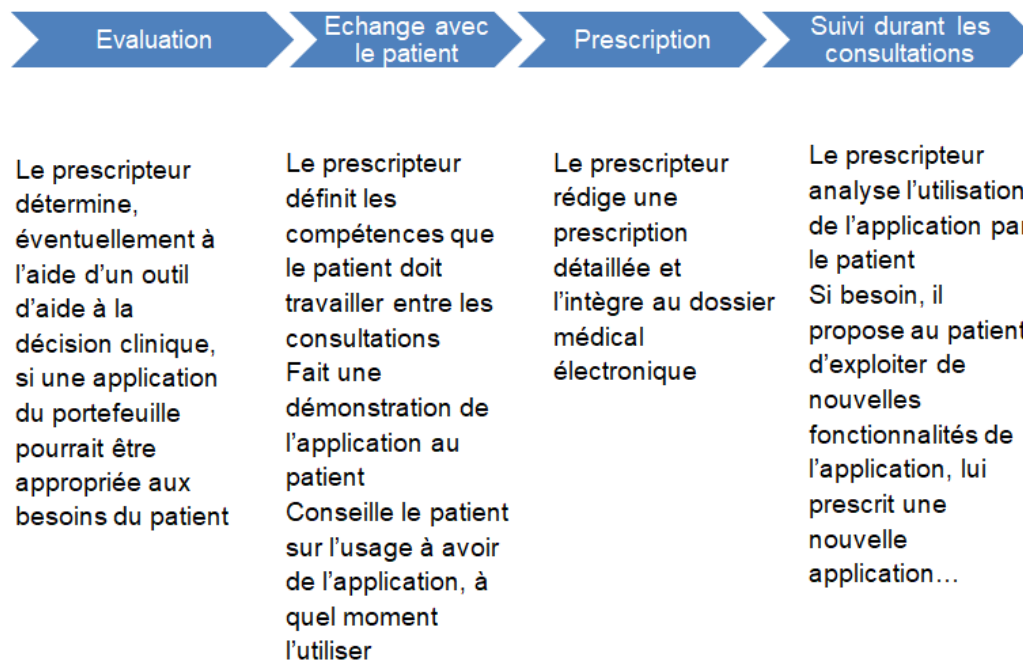 Evaluation
Echange avec
le patient
Prescription
Suivi durant les
consultations
Le prescripteur
détermine,
éventuellement à
l'aide d'un outil
d'aide à la
décision clinique,
si une application
du portefeuille
pourrait être
appropriée aux
besoins du patient
Le prescripteur
définit les
compétences que
le patient doit
travailler entre les
consultations
Fait une
démonstration de
l'application au
patient
Conseille le patient
sur l'usage à avoir
de l'application, à
quel moment
l'utiliser
Le prescripteur
rédige une
prescription
détaillée et
l'intègre au dossier
médical
électronique
Le prescripteur
analyse l'utilisation
de l'application par
le patient
Si besoin, il
propose au patient
d'exploiter de
nouvelles
fonctionnalités de
l'application, lui
prescrit une
nouvelle
application…